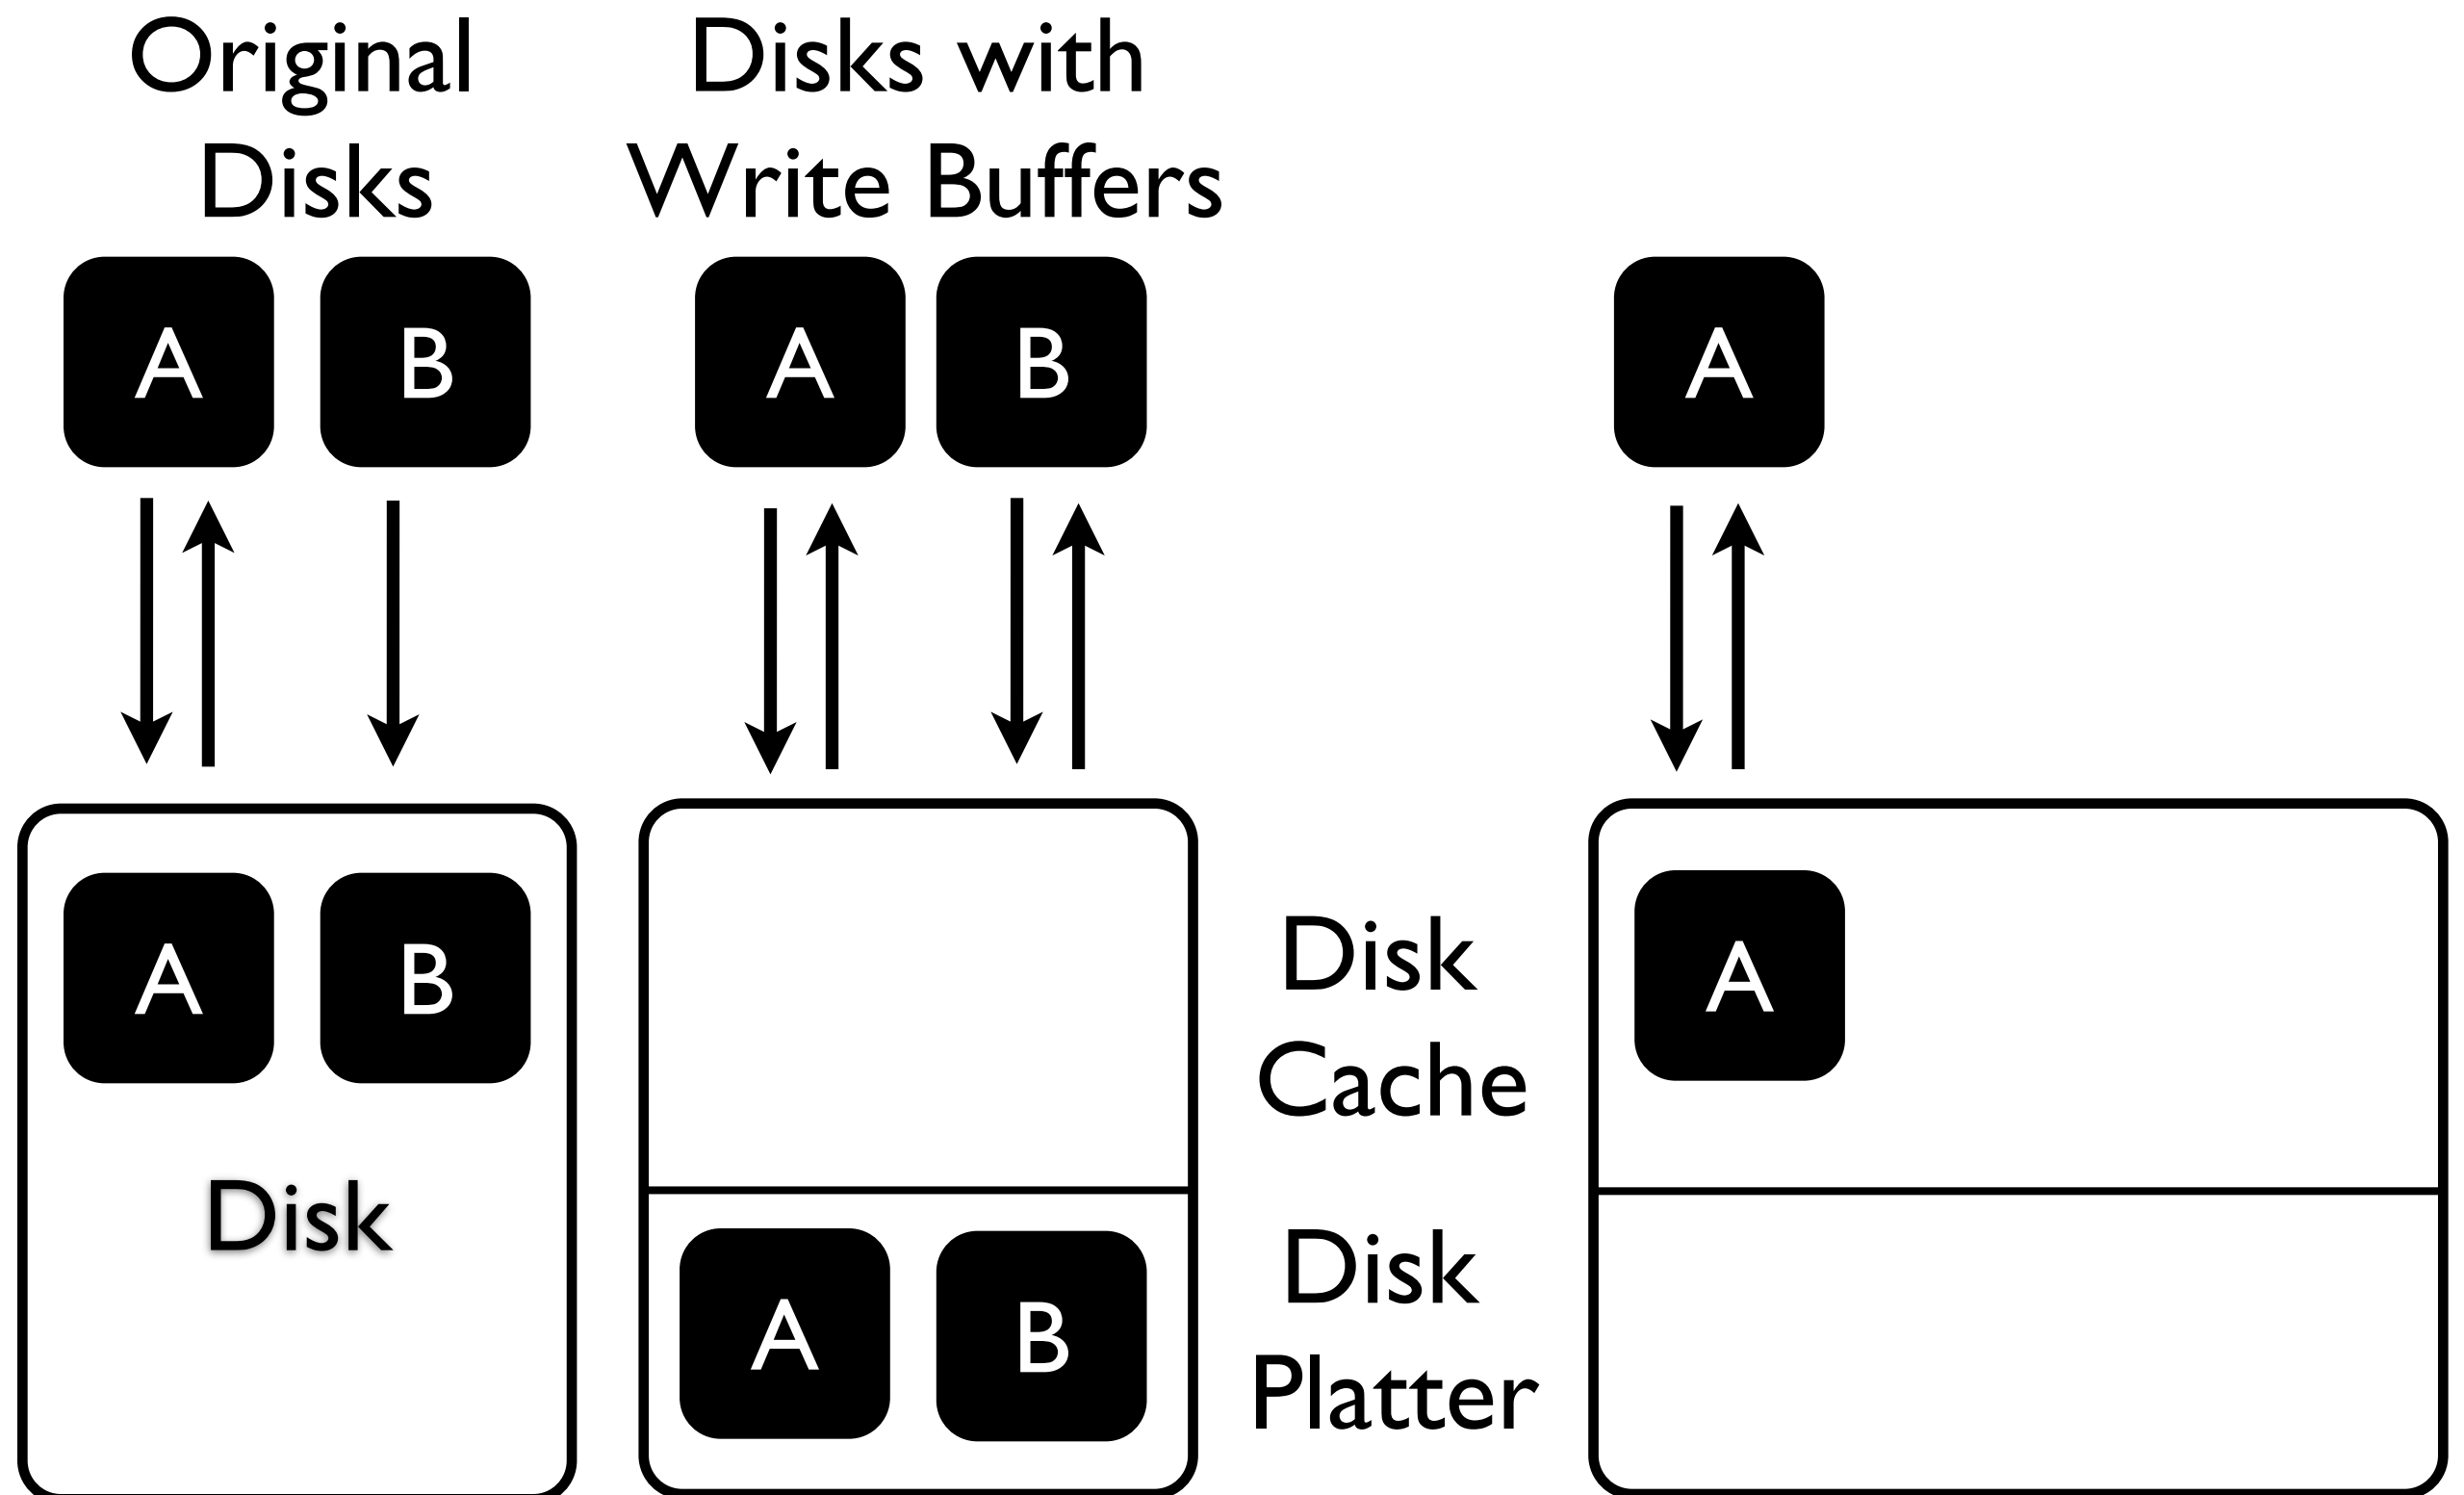 Original
Disks
Disks with
Write Buffers
A
B
A
B
A
A
B
Disk
A
B
Disk
Cache
Disk
Platter
A